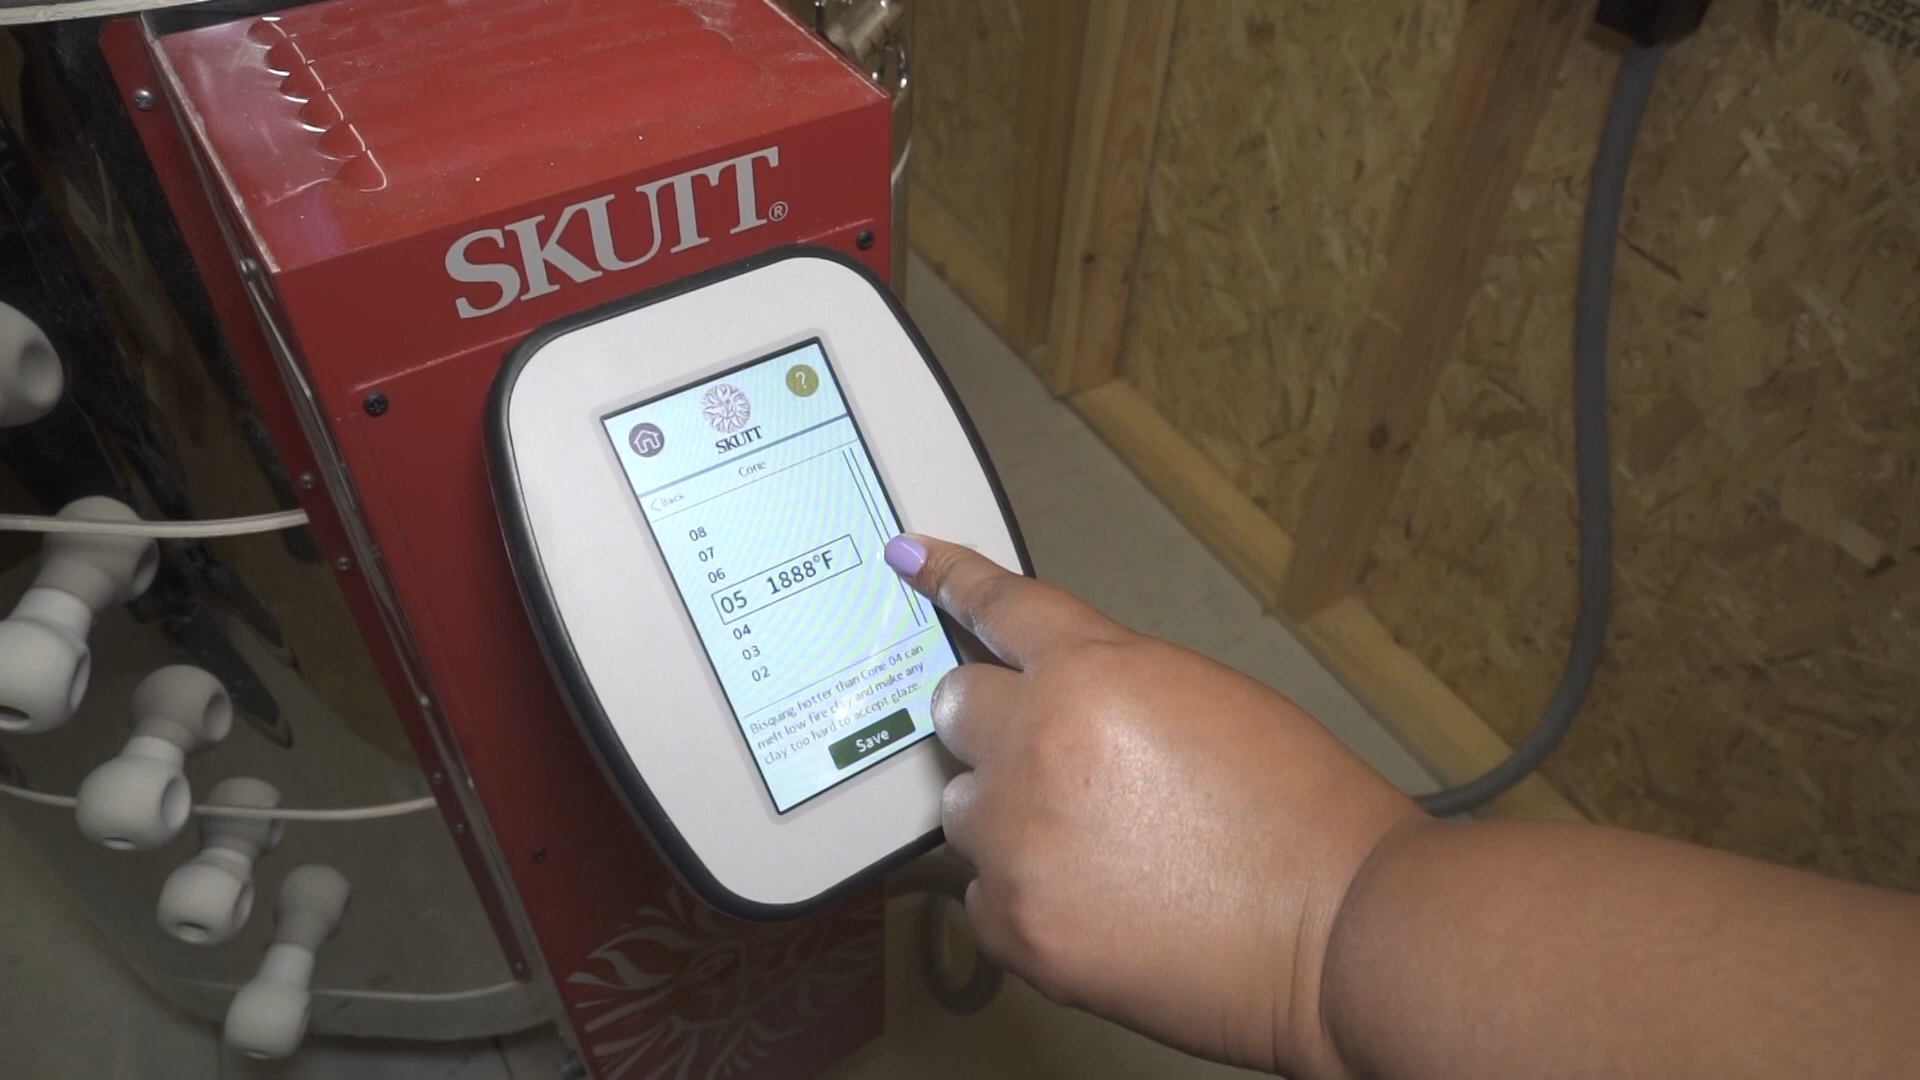 SKUTT®
?
SKUTT
Cone
Back
08
07
06
05 1888°F
04
03
02
Bisquing hotter than Cone 04 can
melt low fire clay and make any
clay too hard to accept glaze.
Save